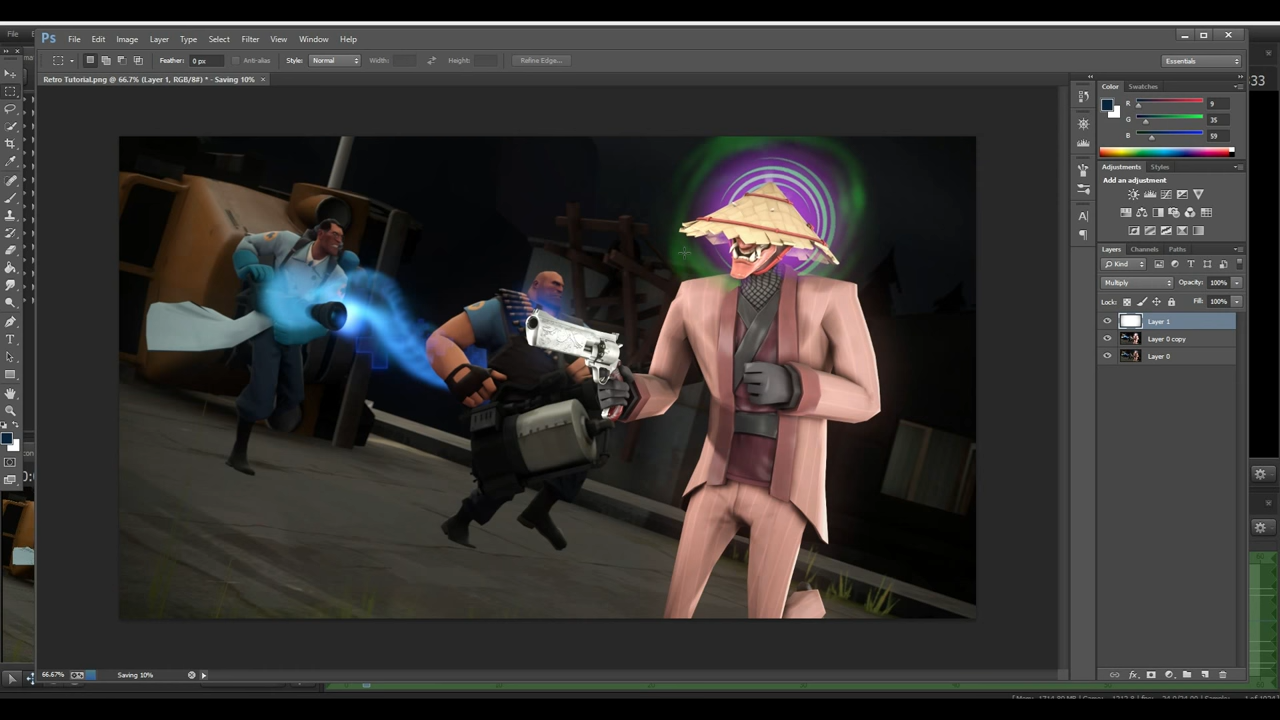 File
Ps File Edit Image Layer Type Select Filter View Window Help
Feather: 0 px Anti-alias Style: Normal Width: Height: Refine Edge... Essentials
Retro Tutorial.png @ 66.7% (Layer 1, RGB/8#) * - Saving 10% ×
Color Swatches
R 9
G 35
B 59
33
Adjustments Styles
Add an adjustment
Layers Channels Paths
Kind
Multiply Opacity: 100%
Lock: Fill: 100%
Layer 1
Layer 0 copy
Layer 0
66.67% Saving 10%